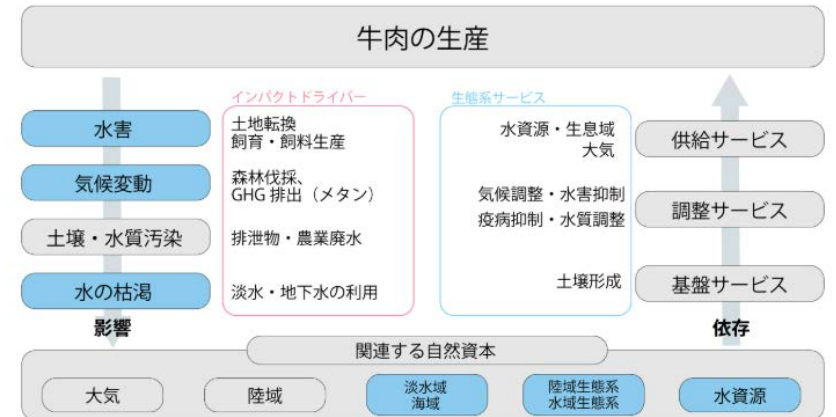 牛肉の生産
インパクトドライバー
生態系サービス
水害
気候変動
土壌・水質汚染
水の枯渇
影響
土地転換
飼育・飼料生産
森林伐採、
GHG 排出（メタン）
排泄物・農業廃水
淡水・地下水の利用
水資源・生息域
大気
気候調整・水害抑制
疫病抑制・水質調整
土壌形成
供給サービス
調整サービス
基盤サービス
依存
関連する自然資本
大気
陸域
淡水域
海域
陸域生態系
水域生態系
水資源